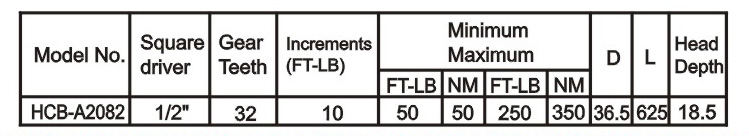 Model No. Square driver Gear Teeth Increments (FT-LB) Minimum Maximum D L Head Depth
FT-LB NM FT-LB NM
HCB-A2082 1/2" 32 10 50 50 250 350 36.5 625 18.5